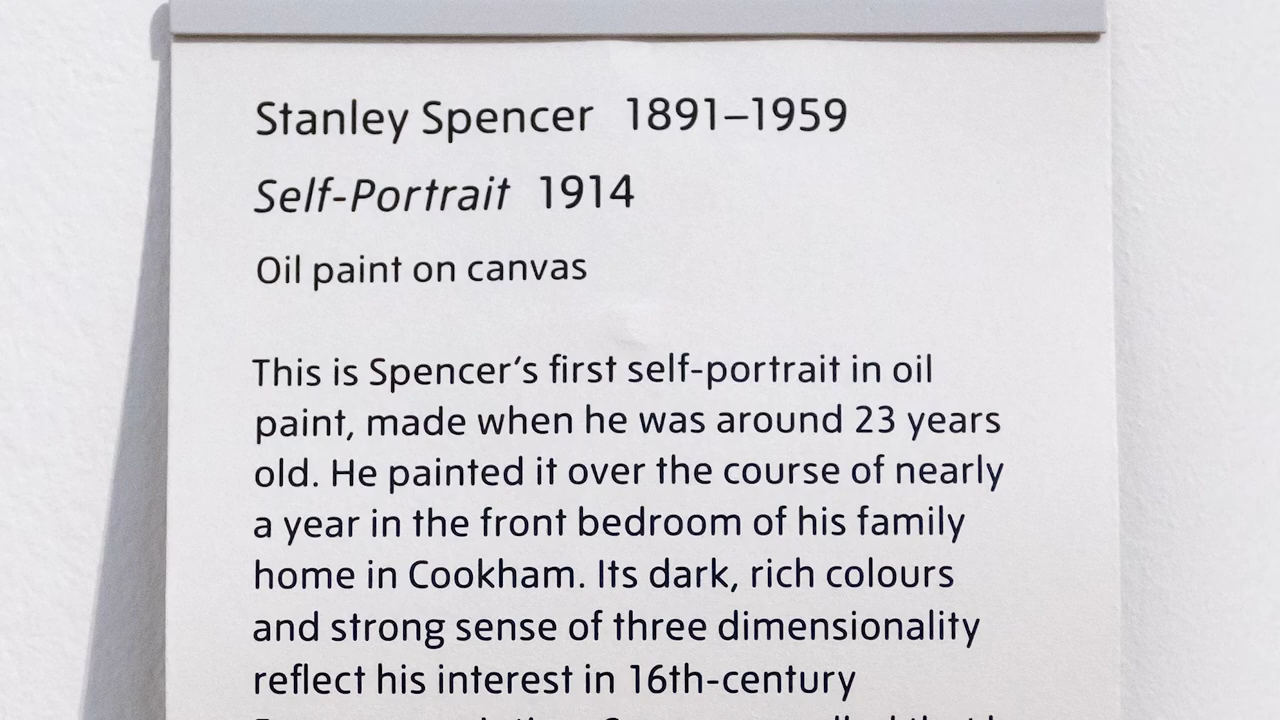 Stanley Spencer 1891–1959
Self-Portrait 1914
Oil paint on canvas
This is Spencer’s first self-portrait in oil
paint, made when he was around 23 years
old. He painted it over the course of nearly
a year in the front bedroom of his family
home in Cookham. Its dark, rich colours
and strong sense of three dimensionality
reflect his interest in 16th-century